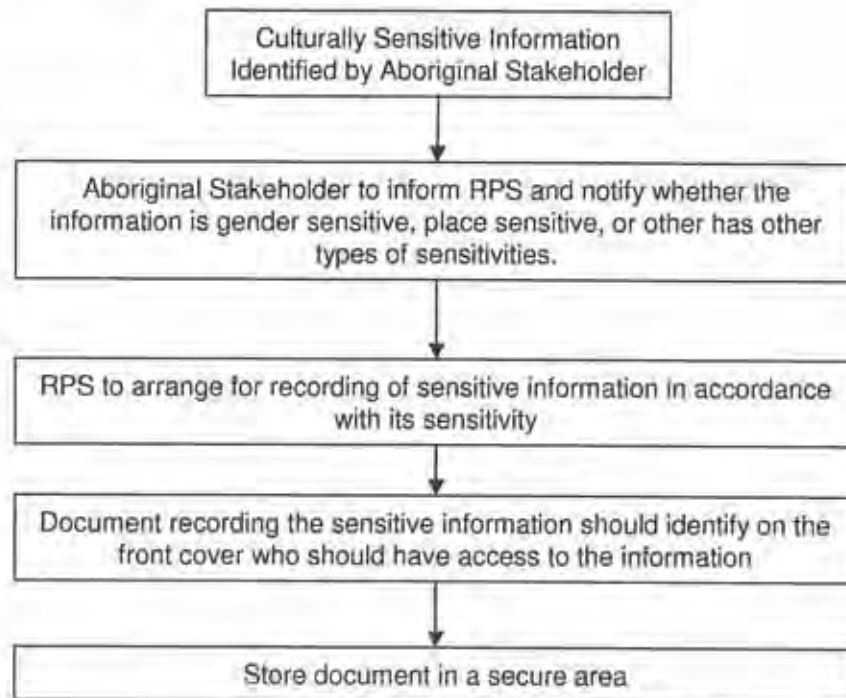 Culturally Sensitive Information
Identified by Aboriginal Stakeholder
Aboriginal Stakeholder to inform RPS and notify whether the
information is gender sensitive, place sensitive, or other has other
types of sensitivities.
RPS to arrange for recording of sensitive information in accordance
with its sensitivity
Document recording the sensitive information should identify on the
front cover who should have access to the information
Store document in a secure area